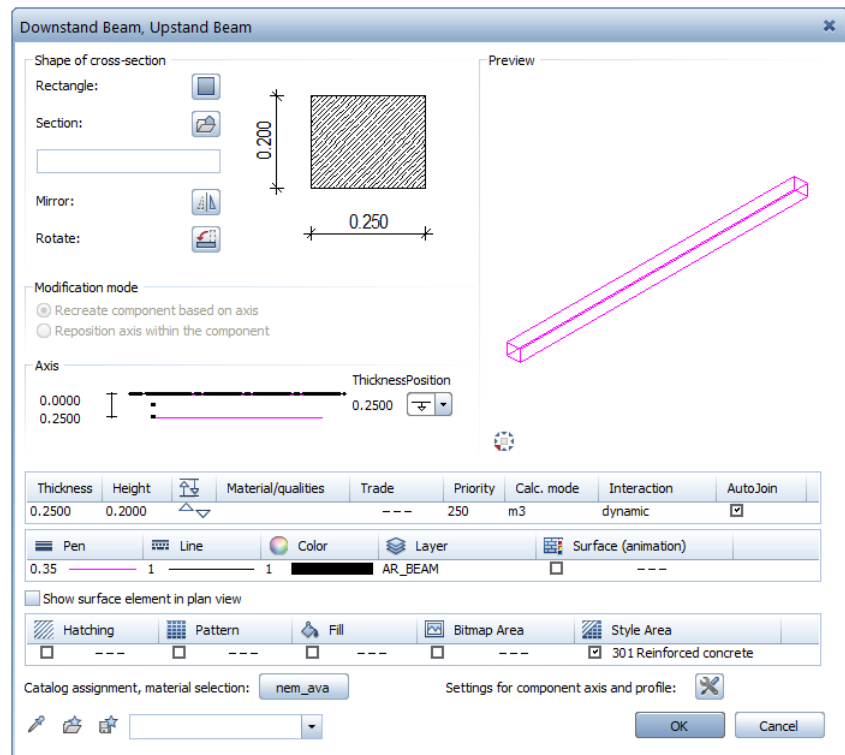 Downstand Beam, Upstand Beam
Shape of cross-section
Preview
Rectangle:
Section:
0.200
Mirror:
0.250
Rotate:
Modification mode
Recreate component based on axis
Reposition axis within the component
Axis
ThicknessPosition
0.0000
0.2500
0.2500
Thickness Height Material/qualities Trade Priority Calc. mode Interaction AutoJoin
0.2500 0.2000 --- 250 m3 dynamic
Pen Line Color Layer Surface (animation)
0.35 1 1 AR_BEAM ---
Show surface element in plan view
Hatching Pattern Fill Bitmap Area Style Area
--- --- --- --- 301 Reinforced concrete
Catalog assignment, material selection: nem_ava Settings for component axis and profile:
OK Cancel